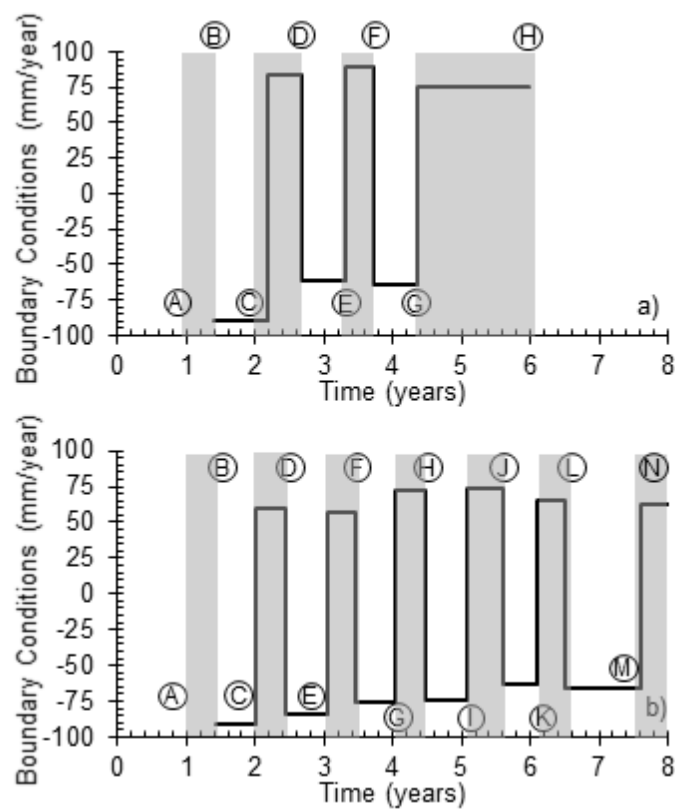 B D F H
100
75
50
25
0
-25
-50
-75
-100
Boundary Conditions (mm/year)
A C E G
a)
0 1 2 3 4 5 6 7 8
Time (years)
100
75
50
25
0
-25
-50
-75
-100
Boundary Conditions (mm/year)
B D F H J L N
A C E G I K M
b)
0 1 2 3 4 5 6 7 8
Time (years)